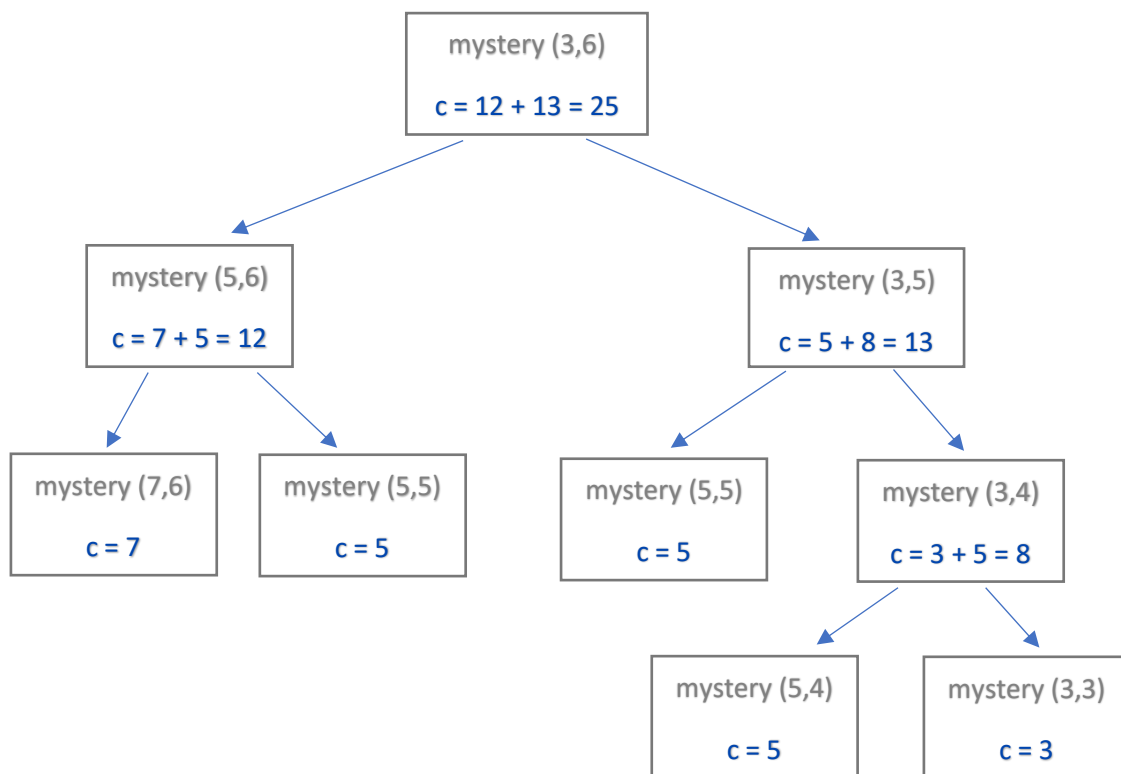 mystery (3,6)
c = 12 + 13 = 25
mystery (5,6)
c = 7 + 5 = 12
mystery (3,5)
c = 5 + 8 = 13
mystery (7,6)
c = 7
mystery (5,5)
c = 5
mystery (5,5)
c = 5
mystery (3,4)
c = 3 + 5 = 8
mystery (5,4)
c = 5
mystery (3,3)
c = 3